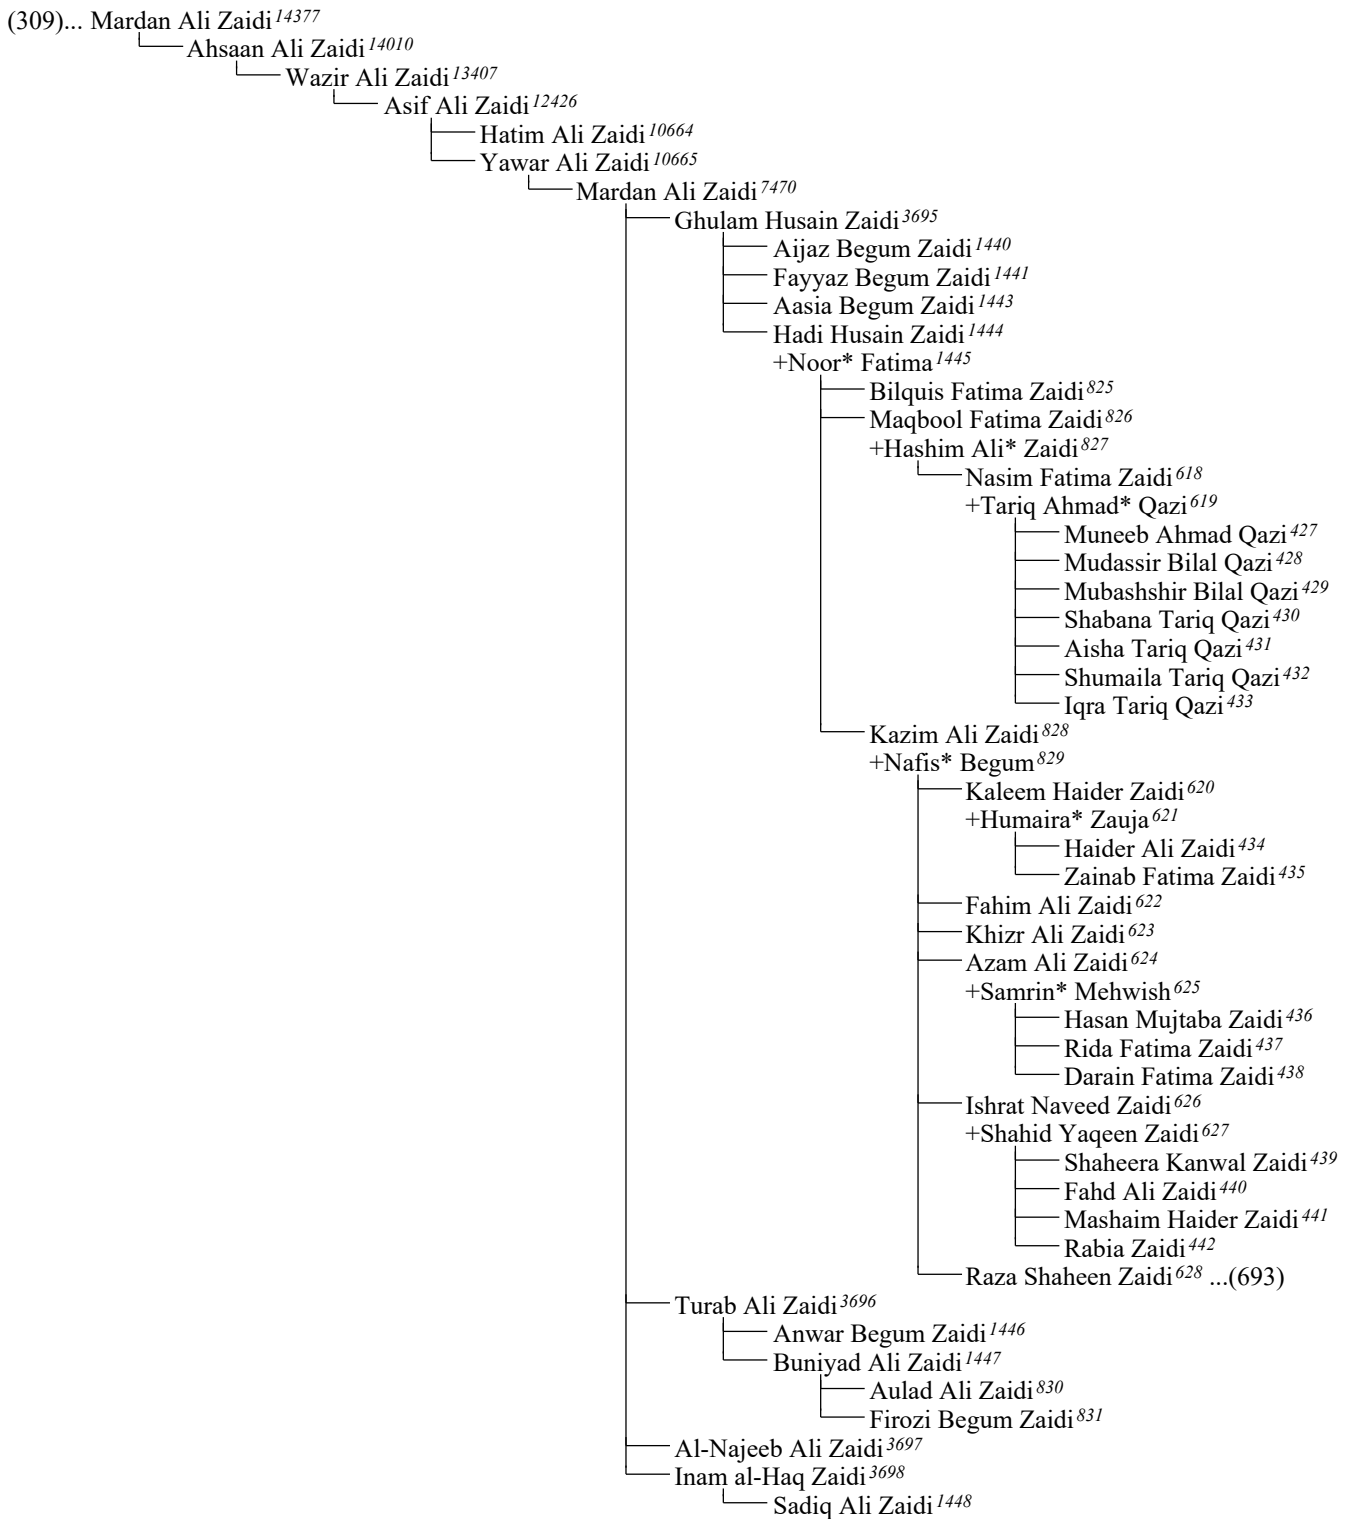 (309)... Mardan Ali Zaidi 14377
Ahsaan Ali Zaidi 14010
Wazir Ali Zaidi 13407
Asif Ali Zaidi 12426
Hatim Ali Zaidi 10664
Yawar Ali Zaidi 10665
Mardan Ali Zaidi 7470
Ghulam Husain Zaidi 3695
Aijaz Begum Zaidi 1440
Fayyaz Begum Zaidi 1441
Aasia Begum Zaidi 1443
Hadi Husain Zaidi 1444
+Noor* Fatima 1445
Bilquis Fatima Zaidi 825
Maqbool Fatima Zaidi 826
+Hashim Ali* Zaidi 827
Nasim Fatima Zaidi 618
+Tariq Ahmad* Qazi 619
Muneeb Ahmad Qazi 427
Mudassir Bilal Qazi 428
Mubashshir Bilal Qazi 429
Shabana Tariq Qazi 430
Aisha Tariq Qazi 431
Shumaila Tariq Qazi 432
Iqra Tariq Qazi 433
Kazim Ali Zaidi 828
+Nafis* Begum 829
Kaleem Haider Zaidi 620
+Humaira* Zauja 621
Haider Ali Zaidi 434
Zainab Fatima Zaidi 435
Fahim Ali Zaidi 622
Khizr Ali Zaidi 623
Azam Ali Zaidi 624
+Samrin* Mehwish 625
Hasan Mujtaba Zaidi 436
Rida Fatima Zaidi 437
Darain Fatima Zaidi 438
Ishrat Naveed Zaidi 626
+Shahid Yaqeen Zaidi 627
Shaheera Kanwal Zaidi 439
Fahd Ali Zaidi 440
Mashaim Haider Zaidi 441
Rabia Zaidi 442
Raza Shaheen Zaidi 628 ...(693)
Turab Ali Zaidi 3696
Anwar Begum Zaidi 1446
Buniyad Ali Zaidi 1447
Aulad Ali Zaidi 830
Firozi Begum Zaidi 831
Al-Najeeb Ali Zaidi 3697
Inam al-Haq Zaidi 3698
Sadiq Ali Zaidi 1448